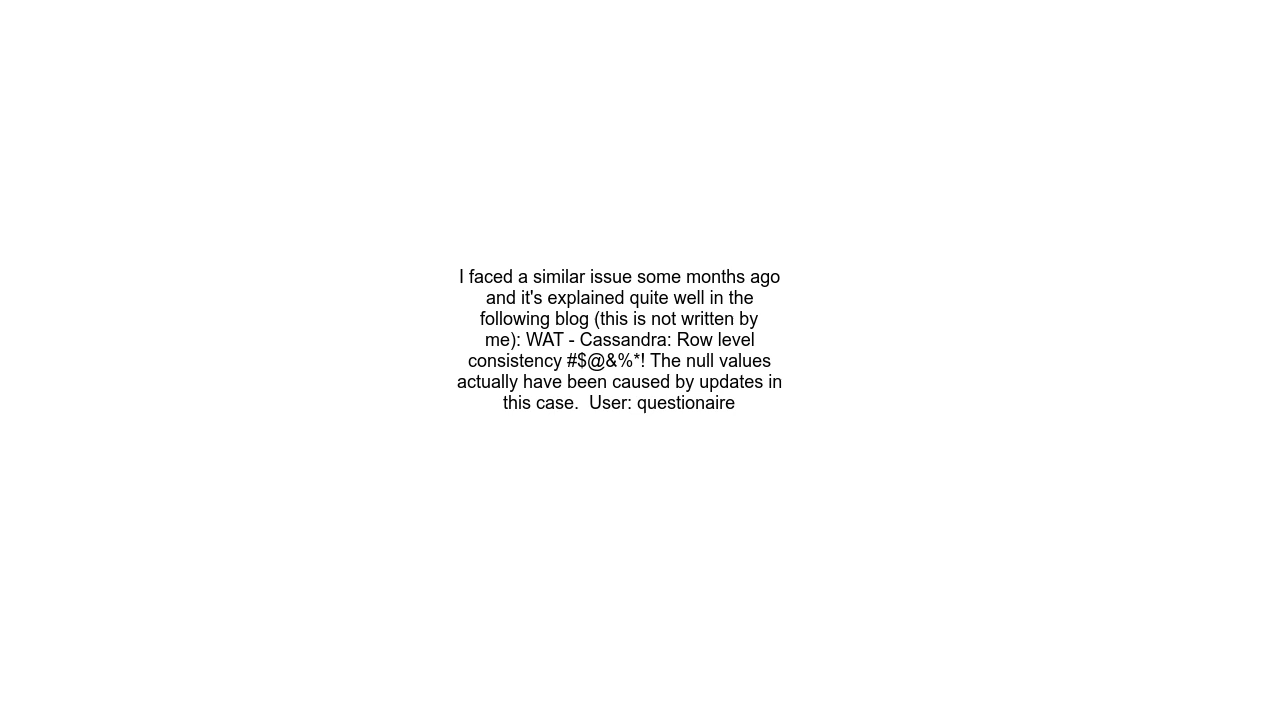 I faced a similar issue some months ago
and it's explained quite well in the
following blog (this is not written by
me): WAT - Cassandra: Row level
consistency #$@&%*! The null values
actually have been caused by updates in
this case.  User: questionaire